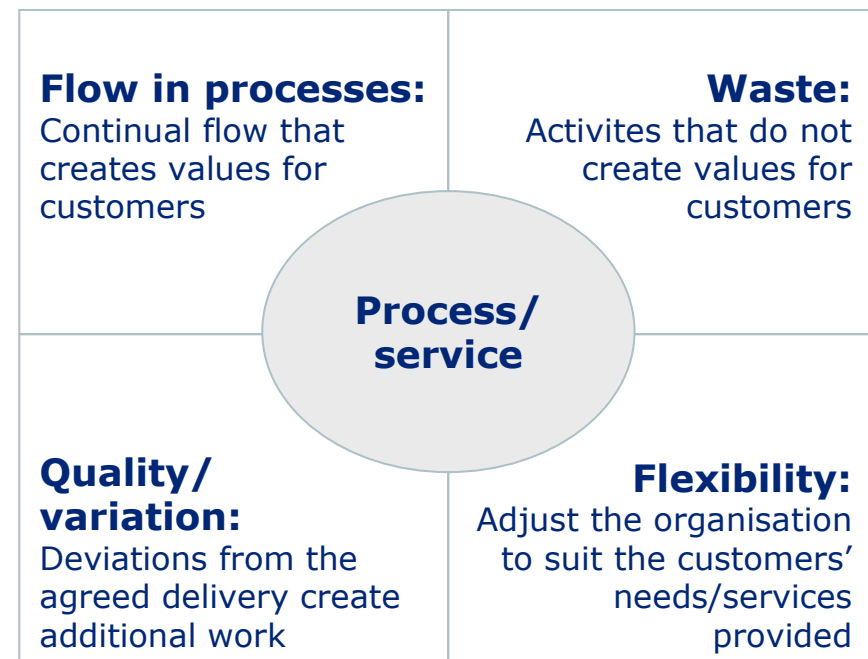 Flow in processes:
Continual flow that
creates values for
customers
Waste:
Activites that do not
create values for
customers
Process/
service
Quality/
variation:
Deviations from the
agreed delivery create
additional work
Flexibility:
Adjust the organisation
to suit the customers’
needs/services
provided